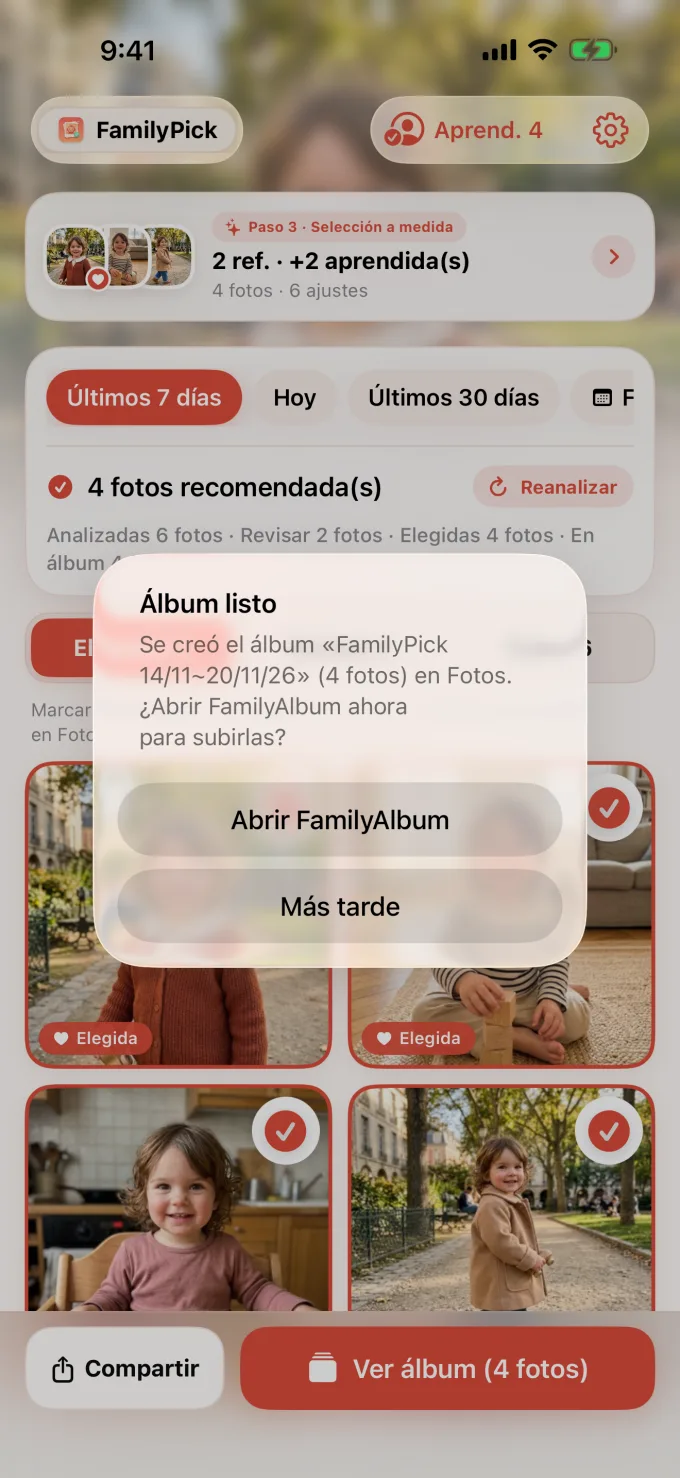 9:41
FamilyPick
Aprend. 4
Paso 3 · Selección a medida
2 ref. · +2 aprendida(s)
4 fotos · 6 ajustes
Últimos 7 días
Hoy
Últimos 30 días
F
4 fotos recomendada(s)
Reanalizar
Analizadas 6 fotos · Revisar 2 fotos · Elegidas 4 fotos · En
álbum 4
Álbum listo
Se creó el álbum «FamilyPick
14/11~20/11/26» (4 fotos) en Fotos.
¿Abrir FamilyAlbum ahora
para subirlas?
Marcar
en
Abrir FamilyAlbum
Más tarde
Elegida
Elegida
Compartir
Ver álbum (4 fotos)